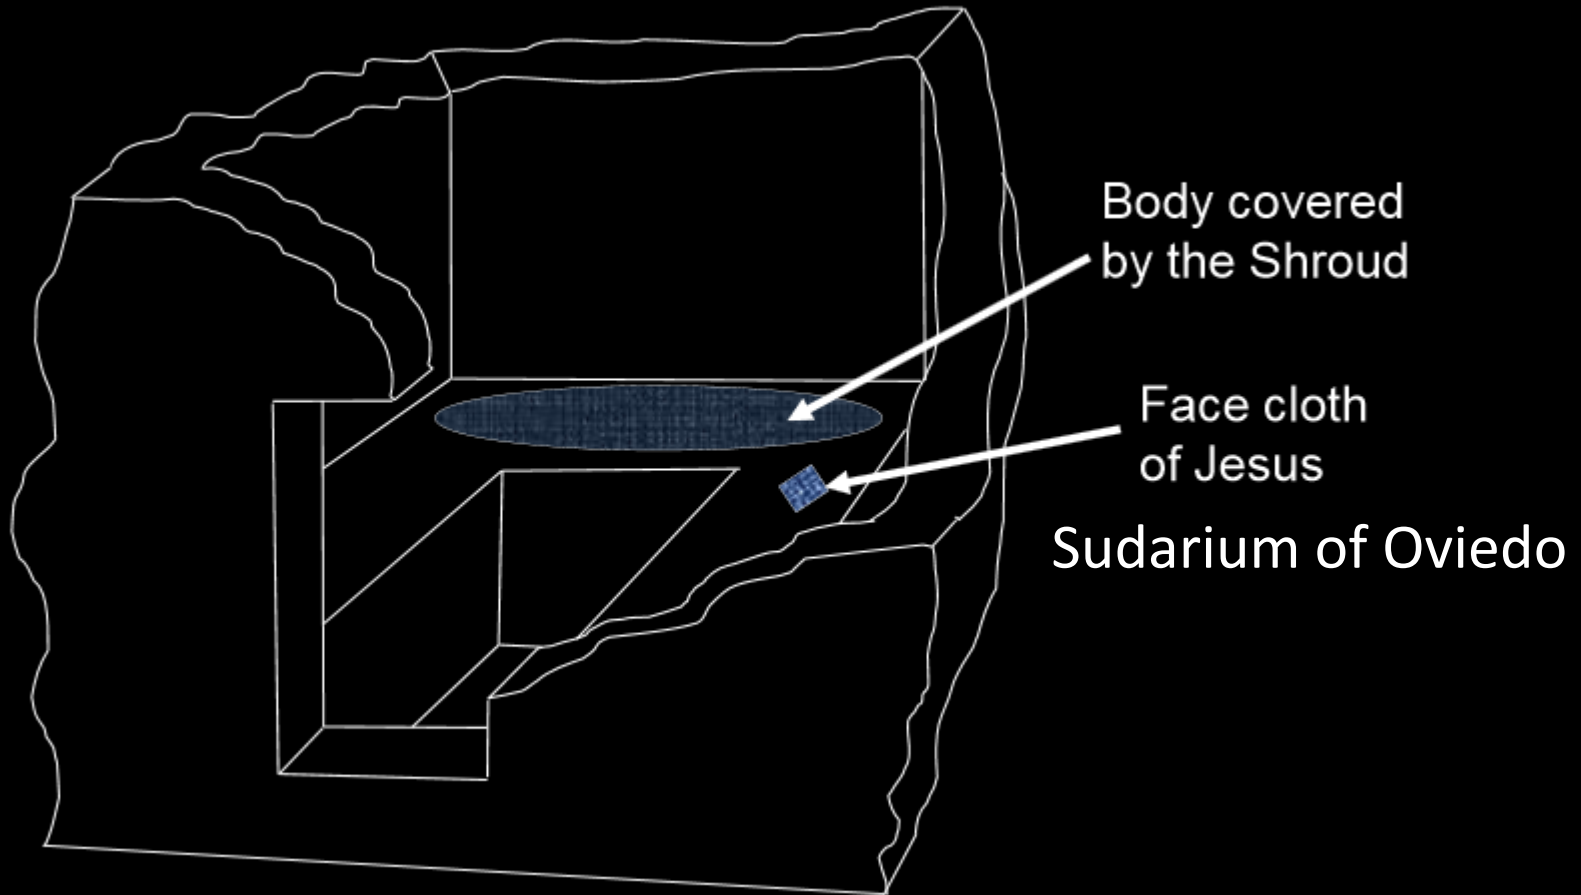 Body covered
by the Shroud
Face cloth
of Jesus
Sudarium of Oviedo